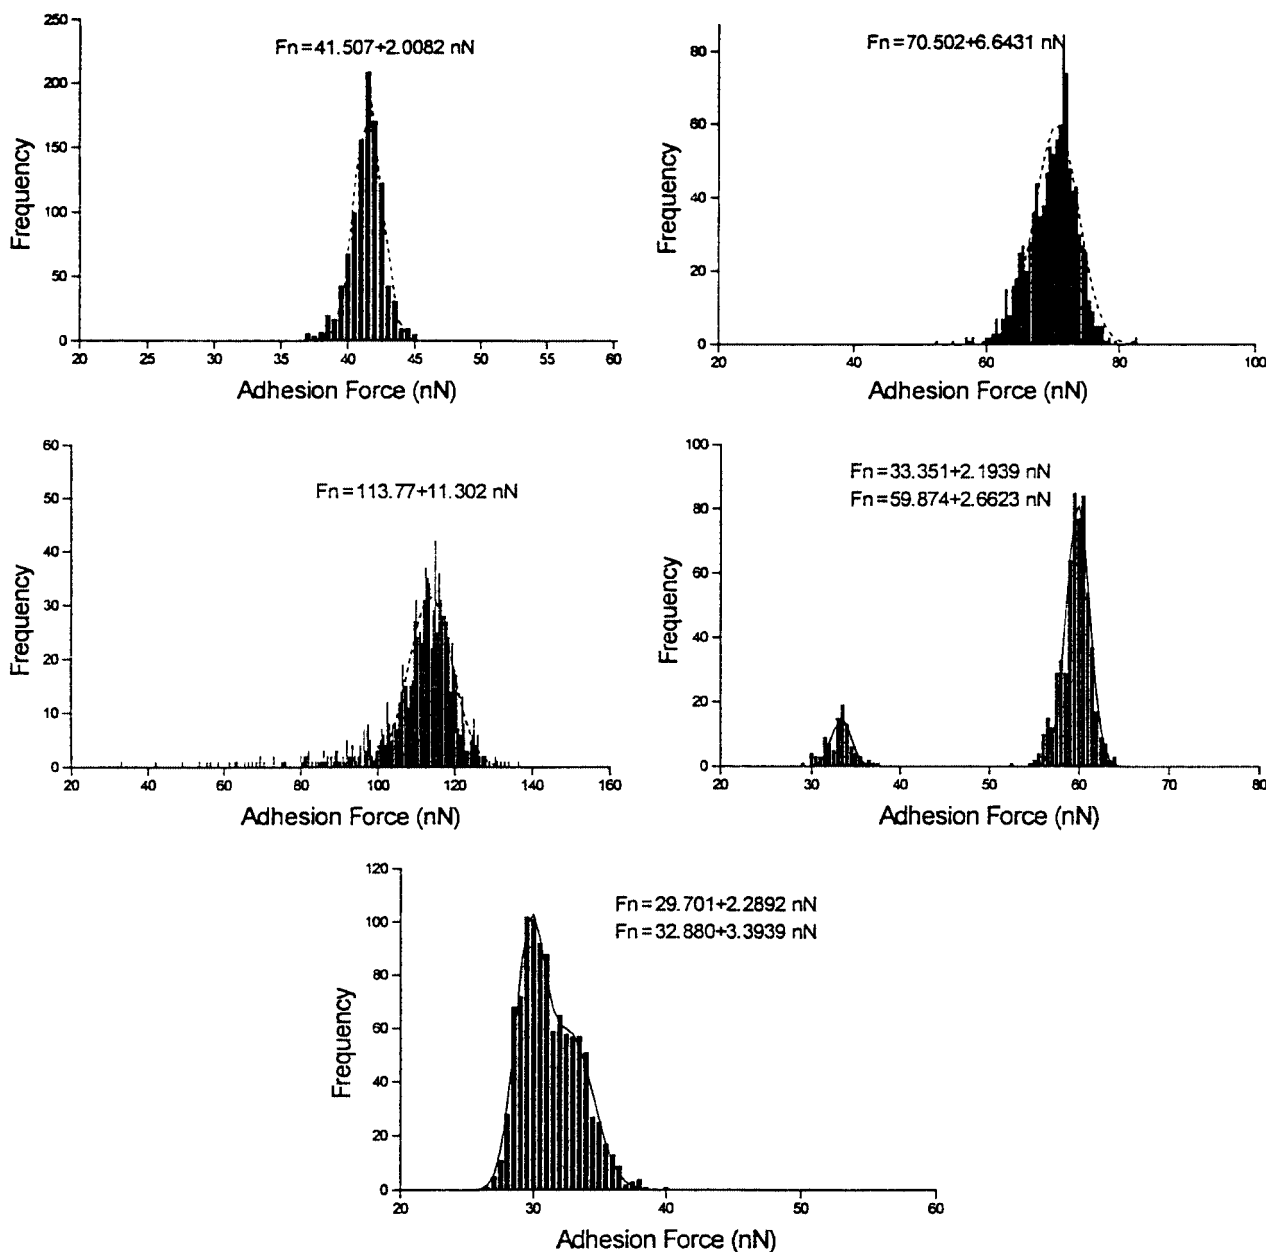 250
200
150
100
50
0
Frequency
Fn=41.507+2.0082 nN
20 25 30 35 40 45 50 55 60
Adhesion Force (nN)
80
60
40
20
0
Frequency
Fn=70.502+6.6431 nN
20 40 60 80 100
Adhesion Force (nN)
60
50
40
30
20
10
0
Frequency
Fn=113.77+11.302 nN
20 40 60 80 100 120 140 160
Adhesion Force (nN)
100
80
60
40
20
0
Frequency
Fn=33.351+2.1939 nN
Fn=59.874+2.6623 nN
20 30 40 50 60 70 80
Adhesion Force (nN)
120
100
80
60
40
20
0
Frequency
Fn=29.701+2.2892 nN
Fn=32.880+3.3939 nN
20 30 40 50 60
Adhesion Force (nN)